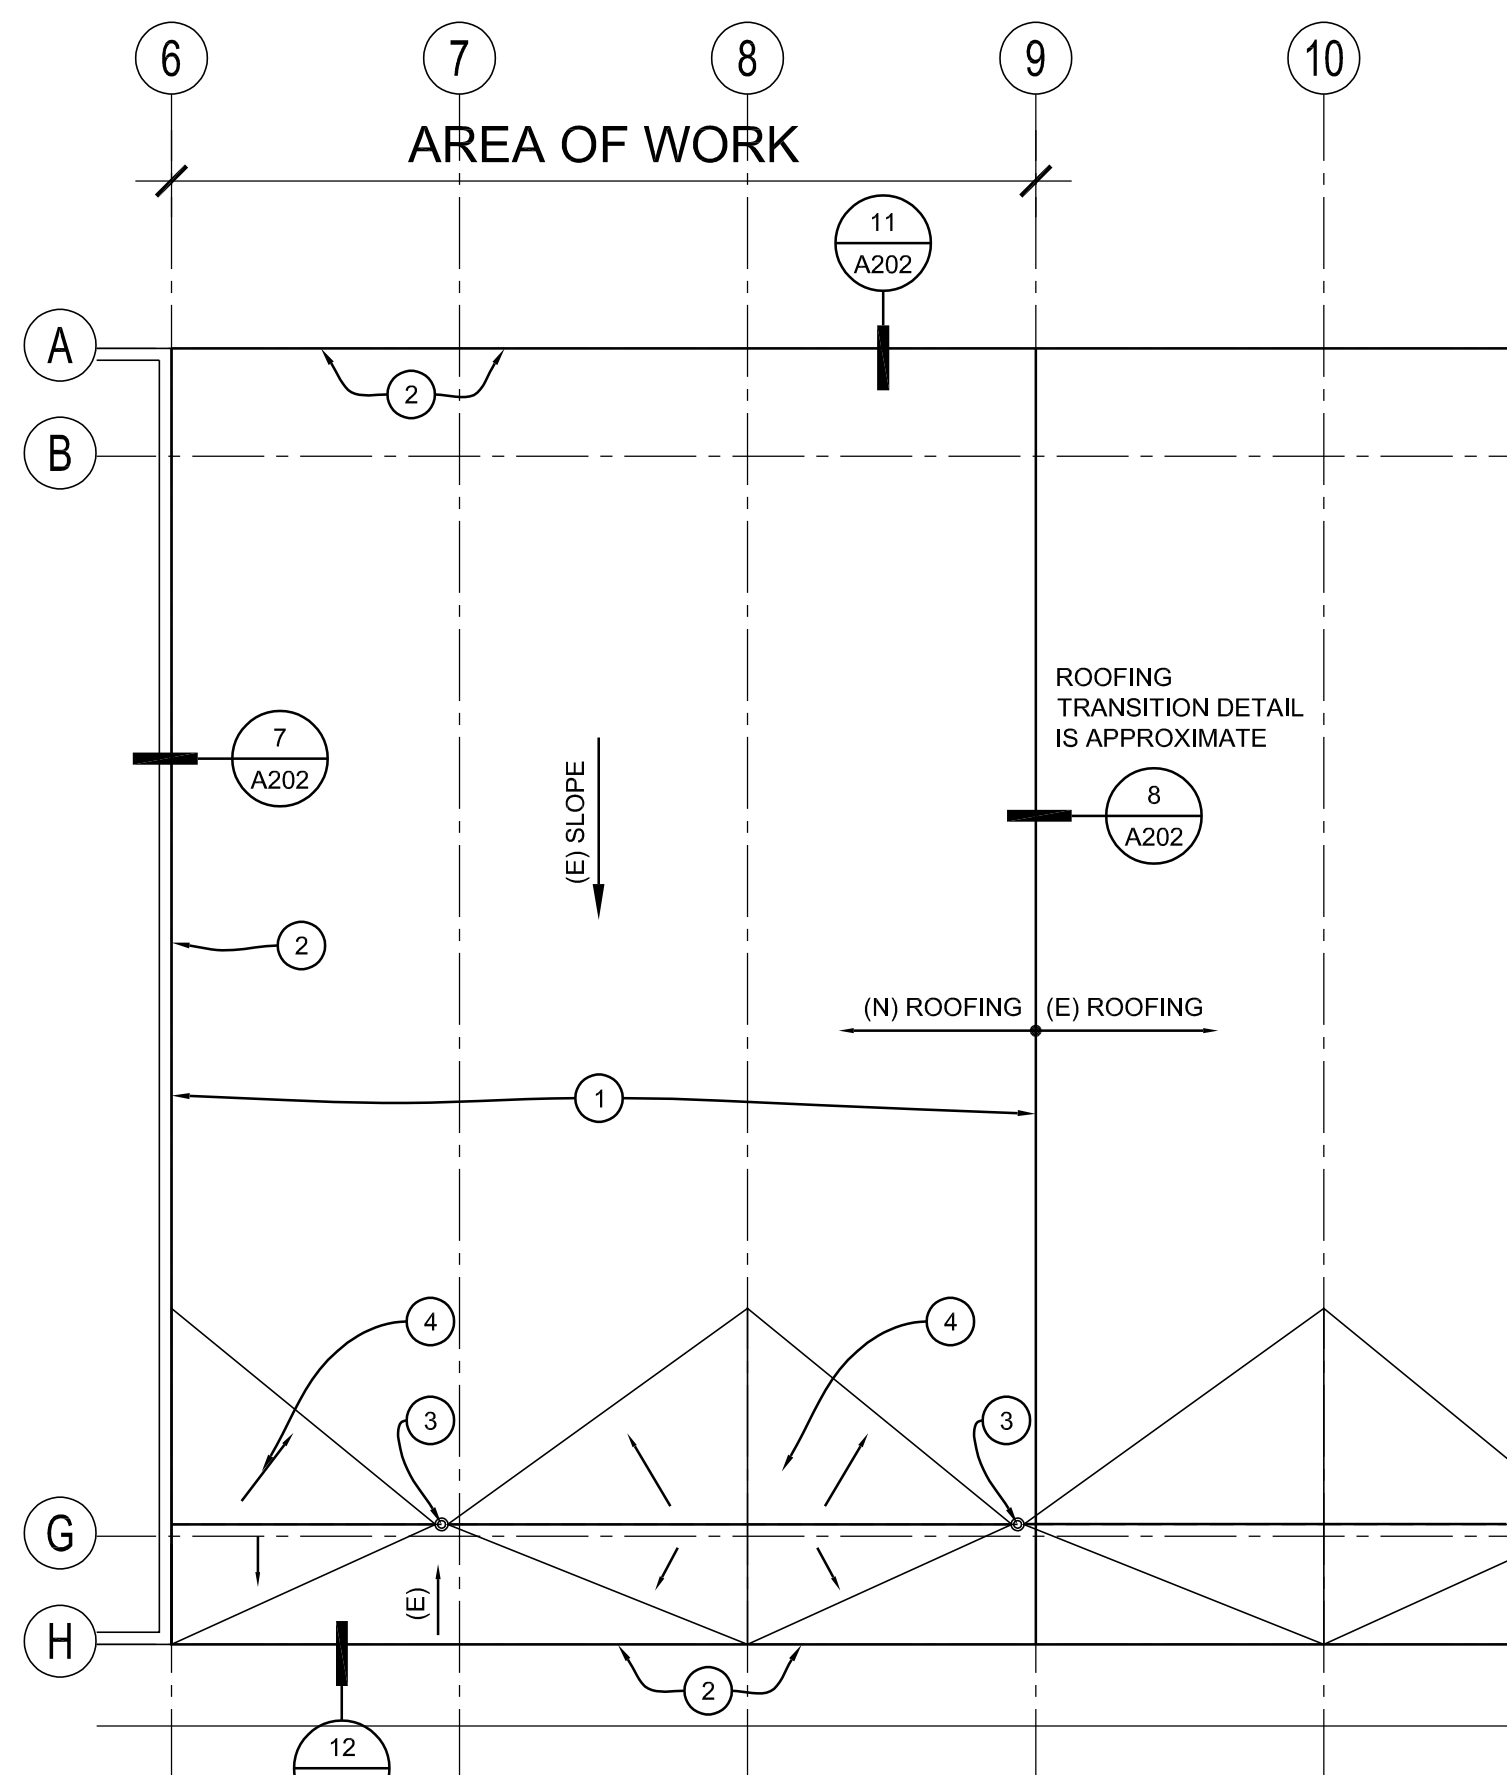 6
7
8
9
10
AREA OF WORK
11
A202
A
2
B
ROOFING
TRANSITION DETAIL
IS APPROXIMATE
7
A202
(E) SLOPE
8
A202
2
(N) ROOFING
(E) ROOFING
1
4
4
3
3
G
(E)
H
2
12